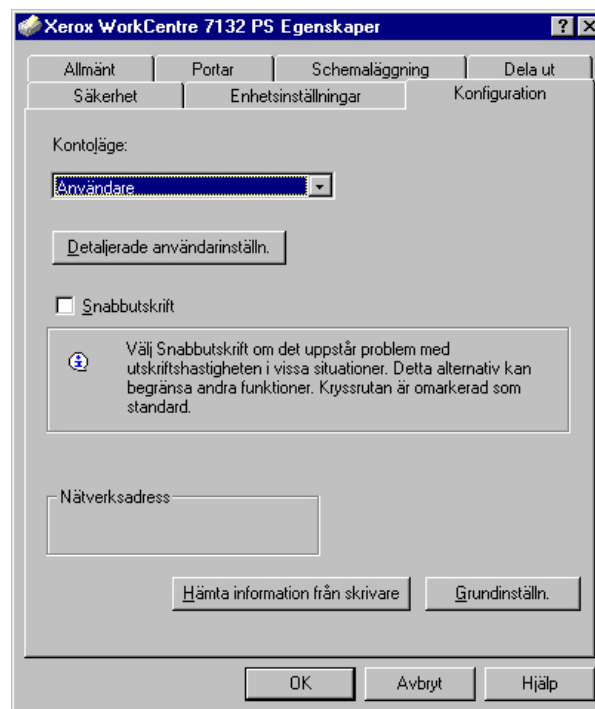 Xerox WorkCentre 7132 PS Egenskaper
Allmänt Portar Schemaläggning Dela ut
Säkerhet Enhetsinställningar Konfiguration
Kontoläge:
Användare
Detaljerade användarinställn.
Snabbutskrift
Välj Snabbutskrift om det uppstår problem med
utskriftshastigheten i vissa situationer. Detta alternativ kan
begränsa andra funktioner. Kryssrutan är omarkerad som
standard.
Nätverksadress
Hämta information från skrivare Grundinställn.
OK Avbryt Hjälp